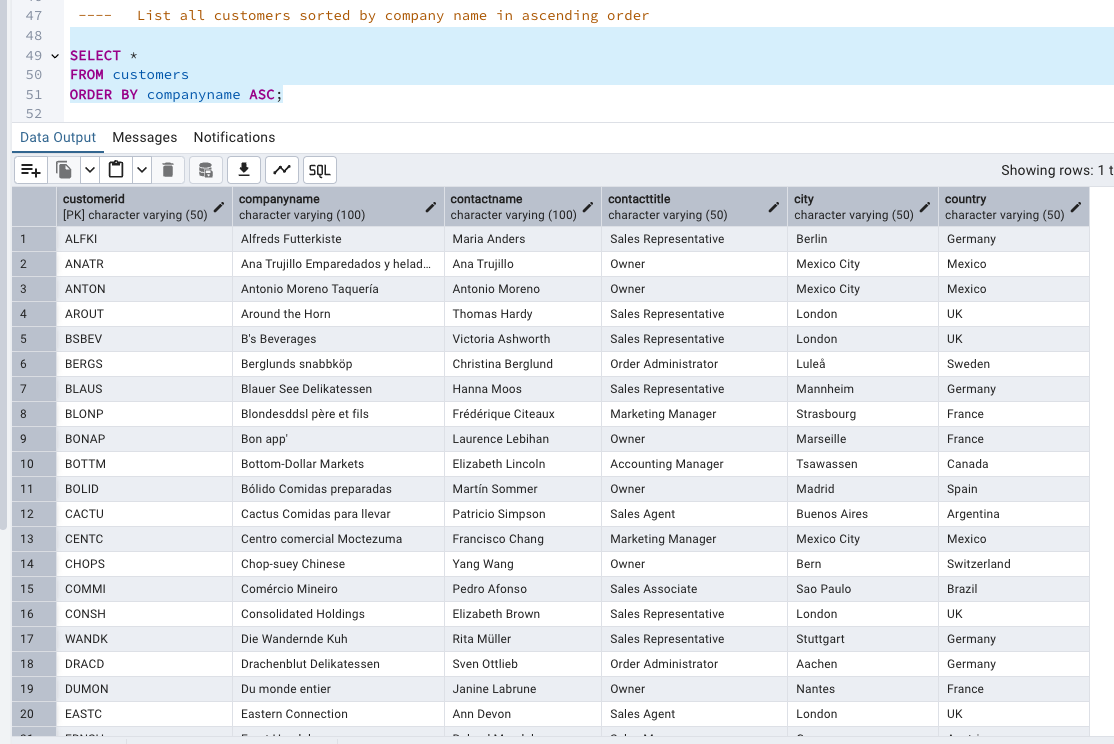 47 ---- List all customers sorted by company name in ascending order
48
49 SELECT *
50 FROM customers
51 ORDER BY companyname ASC;
52
Data Output Messages Notifications
SQL Showing rows: 1 t
customerid companyname contactname contacttitle city country
[PK] character varying (50) character varying (100) character varying (100) character varying (50) character varying (50) character varying (50)
1 ALFKI Alfreds Futterkiste Maria Anders Sales Representative Berlin Germany
2 ANATR Ana Trujillo Emparedados y helad... Ana Trujillo Owner Mexico City Mexico
3 ANTON Antonio Moreno Taquería Antonio Moreno Owner Mexico City Mexico
4 AROUT Around the Horn Thomas Hardy Sales Representative London UK
5 BSBEV B's Beverages Victoria Ashworth Sales Representative London UK
6 BERGS Berglunds snabbköp Christina Berglund Order Administrator Luleå Sweden
7 BLAUS Blauer See Delikatessen Hanna Moos Sales Representative Mannheim Germany
8 BLONP Blondesddsl père et fils Frédérique Citeaux Marketing Manager Strasbourg France
9 BONAP Bon app' Laurence Lebihan Owner Marseille France
10 BOTTM Bottom-Dollar Markets Elizabeth Lincoln Accounting Manager Tsawassen Canada
11 BOLID Bólido Comidas preparadas Martín Sommer Owner Madrid Spain
12 CACTU Cactus Comidas para llevar Patricio Simpson Sales Agent Buenos Aires Argentina
13 CENTC Centro comercial Moctezuma Francisco Chang Marketing Manager Mexico City Mexico
14 CHOPS Chop-suey Chinese Yang Wang Owner Bern Switzerland
15 COMMI Comércio Mineiro Pedro Afonso Sales Associate Sao Paulo Brazil
16 CONSH Consolidated Holdings Elizabeth Brown Sales Representative London UK
17 WANDK Die Wandernde Kuh Rita Müller Sales Representative Stuttgart Germany
18 DRACD Drachenblut Delikatessen Sven Ottlieb Order Administrator Aachen Germany
19 DUMON Du monde entier Janine Labrune Owner Nantes France
20 EASTC Eastern Connection Ann Devon Sales Agent London UK